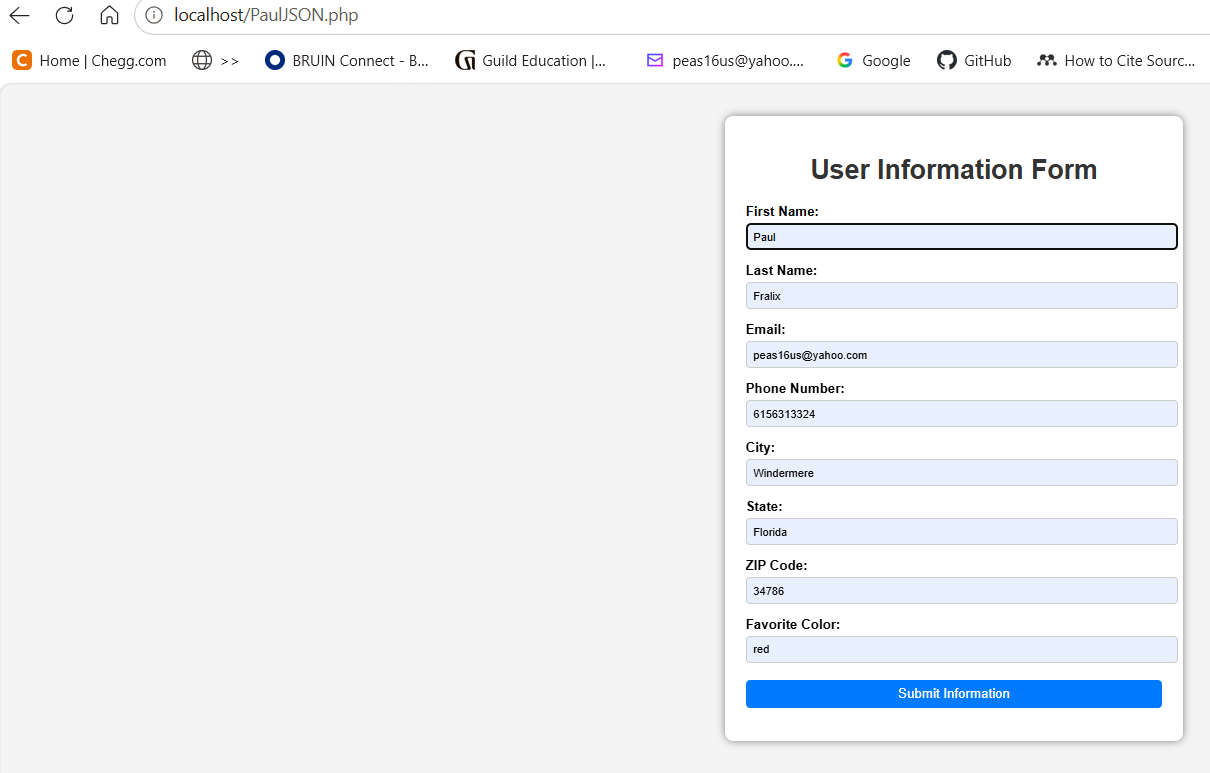 localhost/PaulJSON.php
C Home | Chegg.com >> BRUIN Connect - B... Guild Education |... peas16us@yahoo.... Google GitHub How to Cite Sourc...
User Information Form
First Name:
Paul
Last Name:
Fralix
Email:
peas16us@yahoo.com
Phone Number:
6156313324
City:
Windermere
State:
Florida
ZIP Code:
34786
Favorite Color:
red
Submit Information